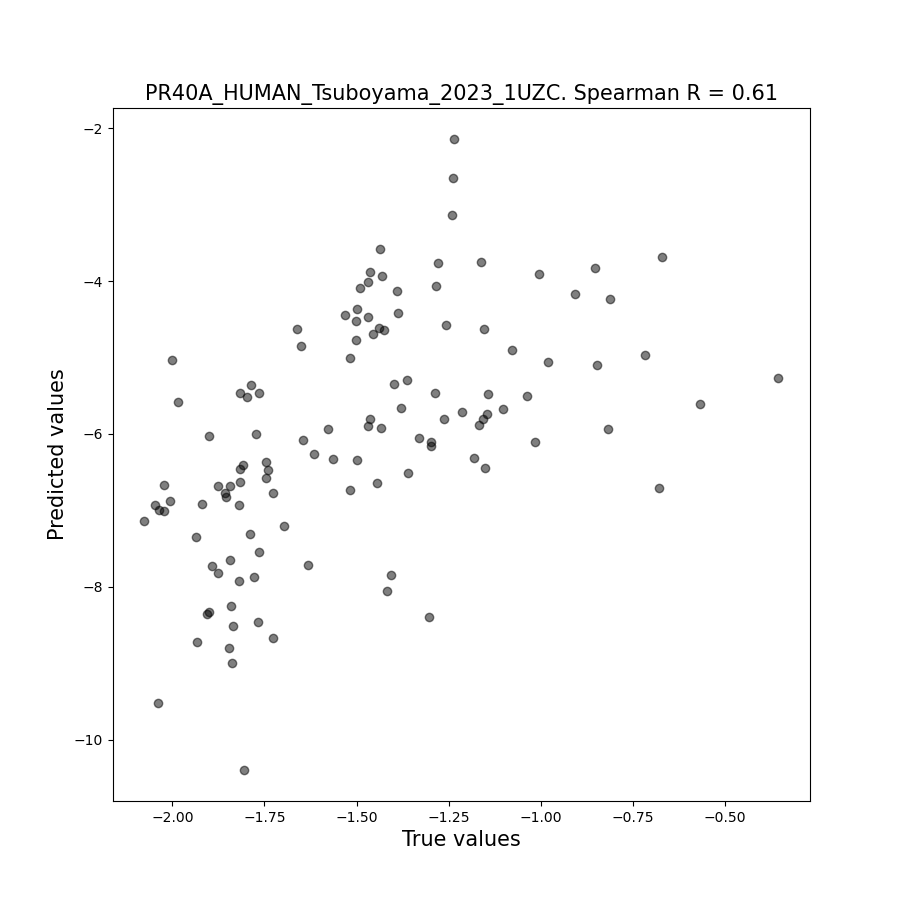 PR40A_HUMAN_Tsuboyama_2023_1UZC. Spearman R = 0.61
−2
−4
−6
−8
−10
Predicted values
−2.00 −1.75 −1.50 −1.25 −1.00 −0.75 −0.50
True values